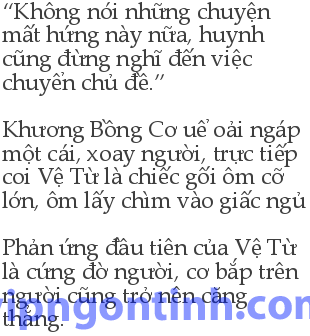 “Không nói những chuyện
mất hứng này nữa, huynh
cũng đừng nghĩ đến việc
chuyển chủ đề.”
Khương Bồng Cơ uể oải ngáp
một cái, xoay người, trực tiếp
coi Vệ Từ là chiếc gối ôm cỡ
lớn, ôm lấy chìm vào giấc ngủ
Phản ứng đầu tiên của Vệ Từ
là cứng đờ người, cơ bắp trên
người cũng trở nên căng
thẳng.
vipngontinh.com